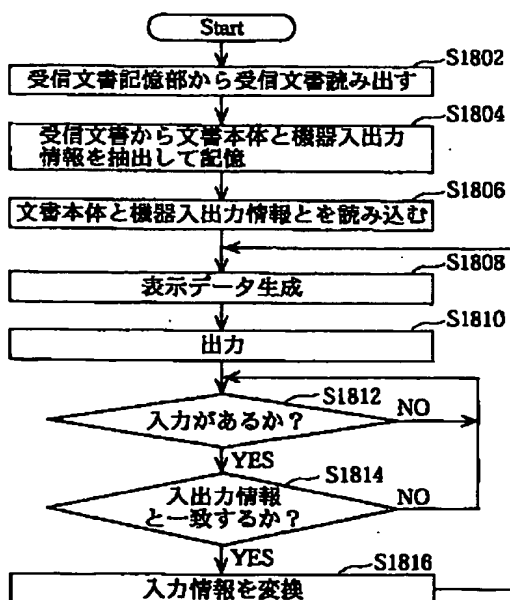 Start
S1802
受信文書記憶部から受信文書読み出す
S1804
受信文書から文書本体と機器入出力
情報を抽出して記憶
S1806
文書本体と機器入出力情報とを読み込む
S1808
表示データ生成
S1810
出力
S1812
入力があるか？
NO
YES
S1814
入出力情報
と一致するか？
NO
YES
S1816
入力情報を変換